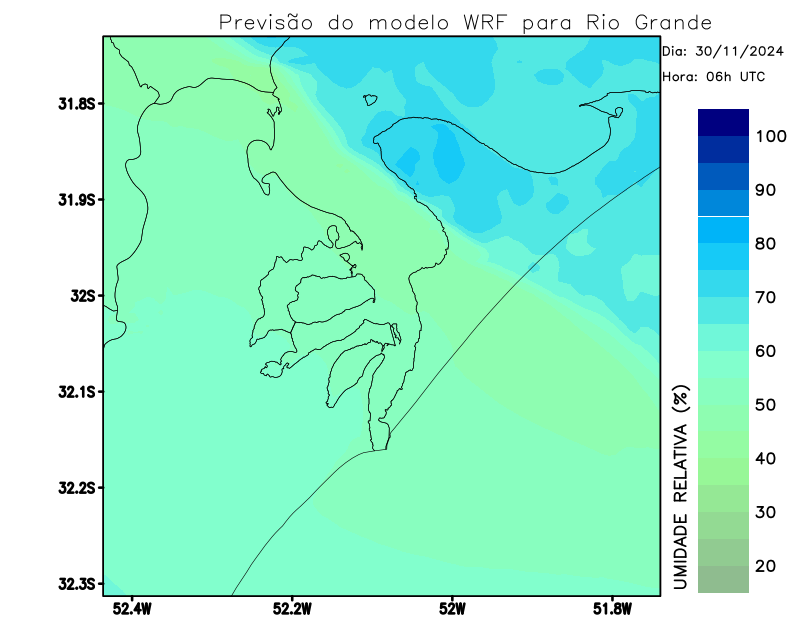 Previsão do modelo WRF para Rio Grande
Dia: 30/11/2024
Hora: 06h UTC
31.8S
31.9S
32S
32.1S
32.2S
32.3S
52.4W
52.2W
52W
51.8W
UMIDADE RELATIVA (%)
100
90
80
70
60
50
40
30
20